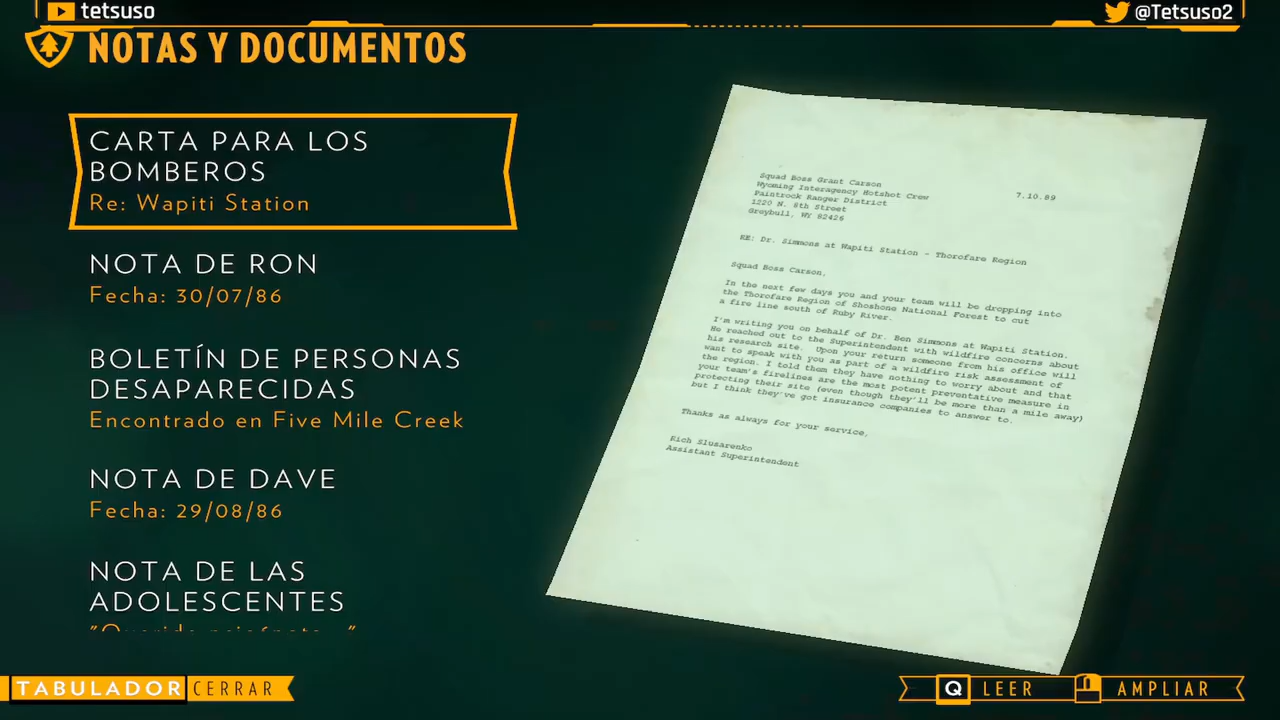 tetsuso
@Tetsuso2
NOTAS Y DOCUMENTOS
CARTA PARA LOS
BOMBEROS
Re: Wapiti Station
NOTA DE RON
Fecha: 30/07/86
BOLETÍN DE PERSONAS
DESAPARECIDAS
Encontrado en Five Mile Creek
NOTA DE DAVE
Fecha: 29/08/86
NOTA DE LAS
ADOLESCENTES
Squad Boss Grant Carson
Wyoming Interagency Hotshot Crew
Paintrock Ranger District
1220 N. 8th Street
Greybull, WY 82426
7.10.89
RE: Dr. Simmons at Wapiti Station - Thorofare Region
Squad Boss Carson,
In the next few days you and your team will be dropping into
the Thorofare Region of Shoshone National Forest to cut
a fire line south of Ruby River.
I'm writing you on behalf of Dr. Ben Simmons at Wapiti Station.
He reached out to the Superintendent with wildfire concerns about
his research site. Upon your return someone from his office will
want to speak with you as part of a wildfire risk assessment of
the region. I told them they have nothing to worry about and that
your team's firelines are the most potent preventative measure in
protecting their site (even though they'll be more than a mile away)
but I think they've got insurance companies to answer to.
Thanks as always for your service,
Rich Slusarenko
Assistant Superintendent
TABULADOR CERRAR
Q LEER
AMPLIAR